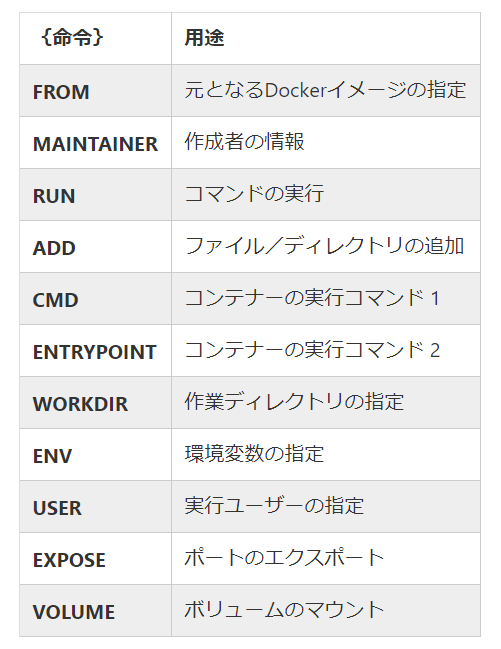 ｛命令｝ 用途
FROM 元となるDockerイメージの指定
MAINTAINER 作成者の情報
RUN コマンドの実行
ADD ファイル／ディレクトリの追加
CMD コンテナーの実行コマンド 1
ENTRYPOINT コンテナーの実行コマンド 2
WORKDIR 作業ディレクトリの指定
ENV 環境変数の指定
USER 実行ユーザーの指定
EXPOSE ポートのエクスポート
VOLUME ボリュームのマウント